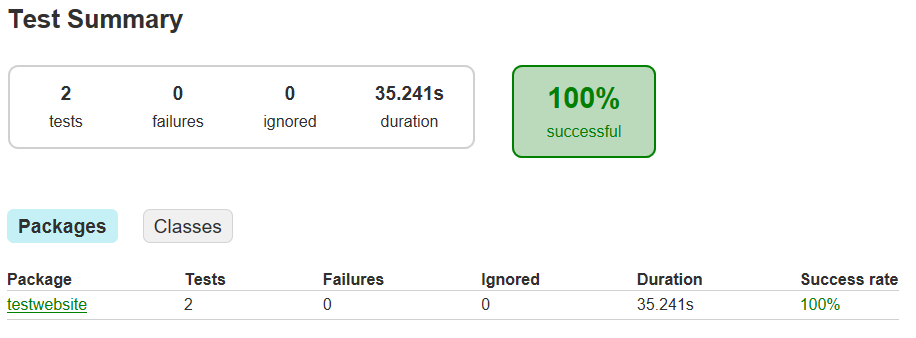 Test Summary
2 0 0 35.241s
tests failures ignored duration
100%
successful
Packages Classes
Package Tests Failures Ignored Duration Success rate
testwebsite 2 0 0 35.241s 100%